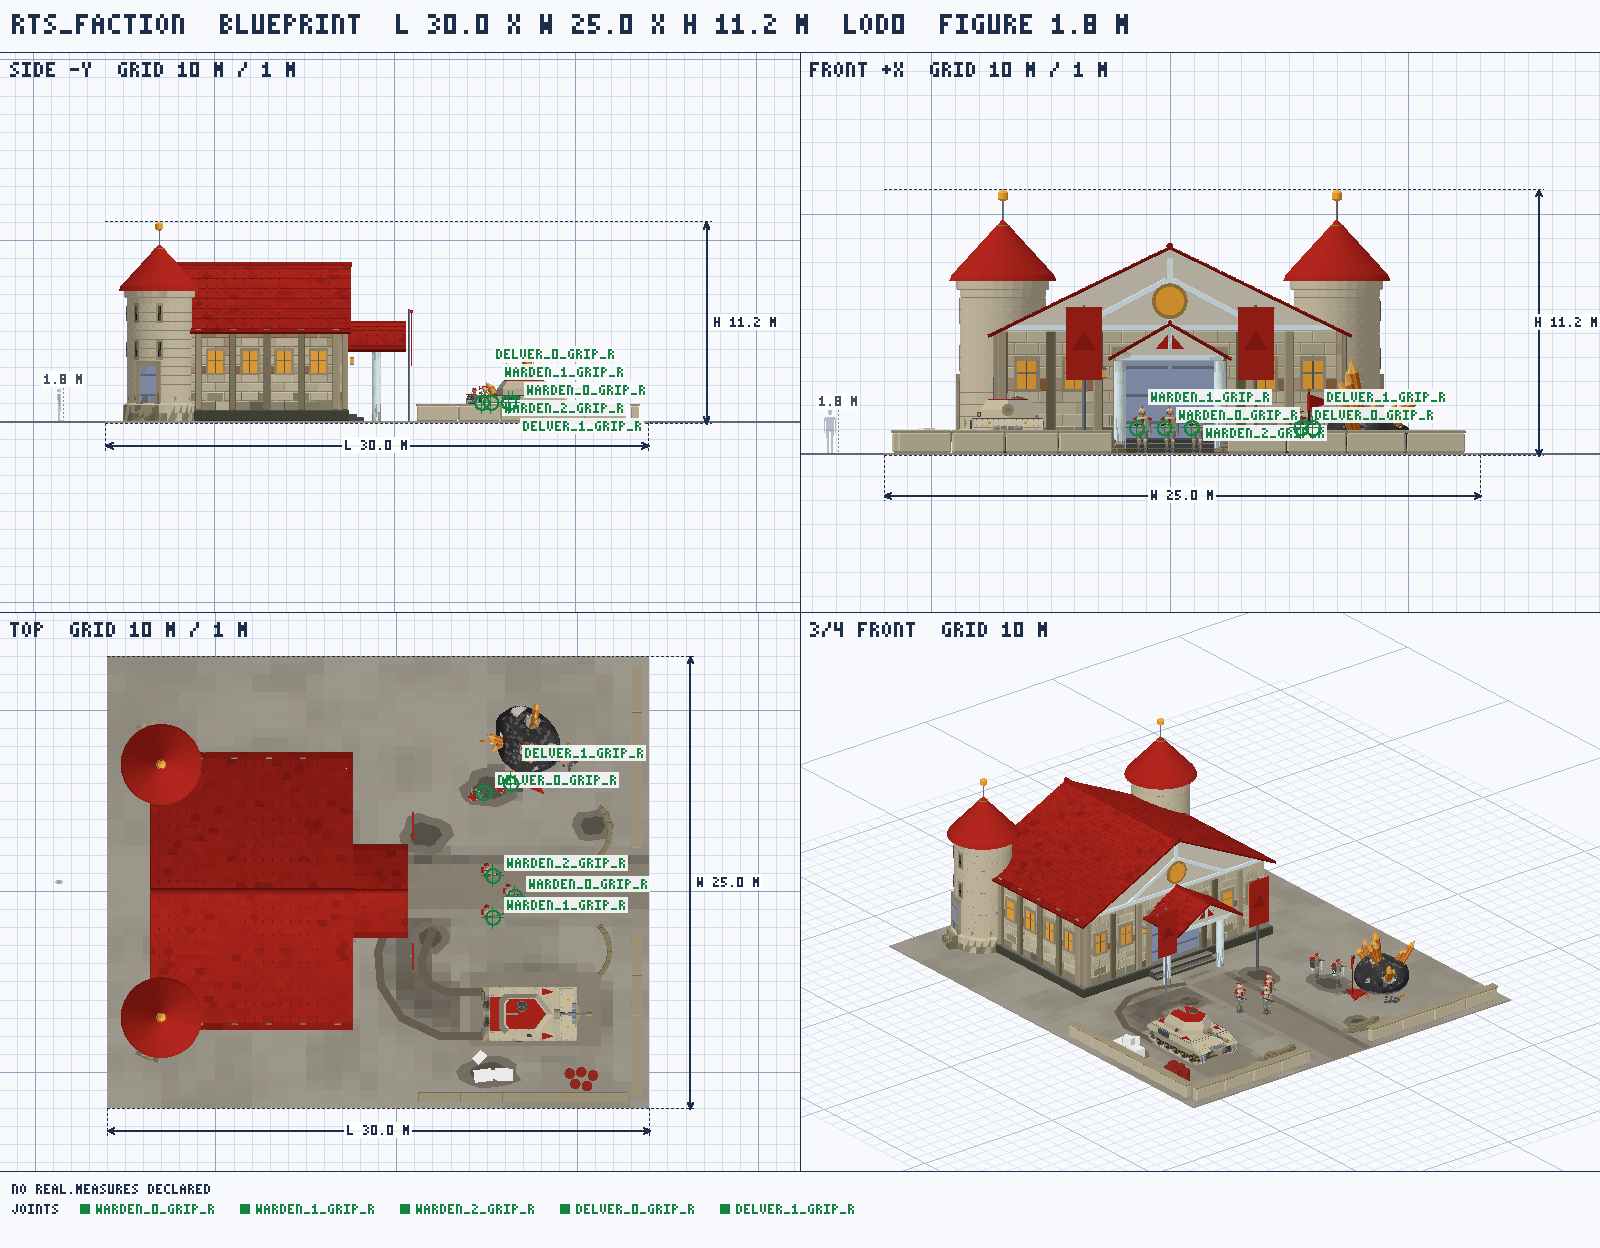 RTS_FACTION BLUEPRINT L 30.0 X W 25.0 X H 11.2 M LOD0 FIGURE 1.8 M
SIDE -Y GRID 10 M / 1 M
DELVER_0_GRIP_R
WARDEN_1_GRIP_R
WARDEN_0_GRIP_R
WARDEN_2_GRIP_R
DELVER_1_GRIP_R
1.8 M
H 11.2 M
L 30.0 M
FRONT +X GRID 10 M / 1 M
WARDEN_1_GRIP_R
DELVER_1_GRIP_R
WARDEN_0_GRIP_R
DELVER_0_GRIP_R
WARDEN_2_GRIP_R
1.8 M
H 11.2 M
W 25.0 M
TOP GRID 10 M / 1 M
DELVER_1_GRIP_R
DELVER_0_GRIP_R
WARDEN_2_GRIP_R
WARDEN_0_GRIP_R
WARDEN_1_GRIP_R
W 25.0 M
L 30.0 M
3/4 FRONT GRID 10 M
NO REAL.MEASURES DECLARED
JOINTS WARDEN_0_GRIP_R WARDEN_1_GRIP_R WARDEN_2_GRIP_R DELVER_0_GRIP_R DELVER_1_GRIP_R